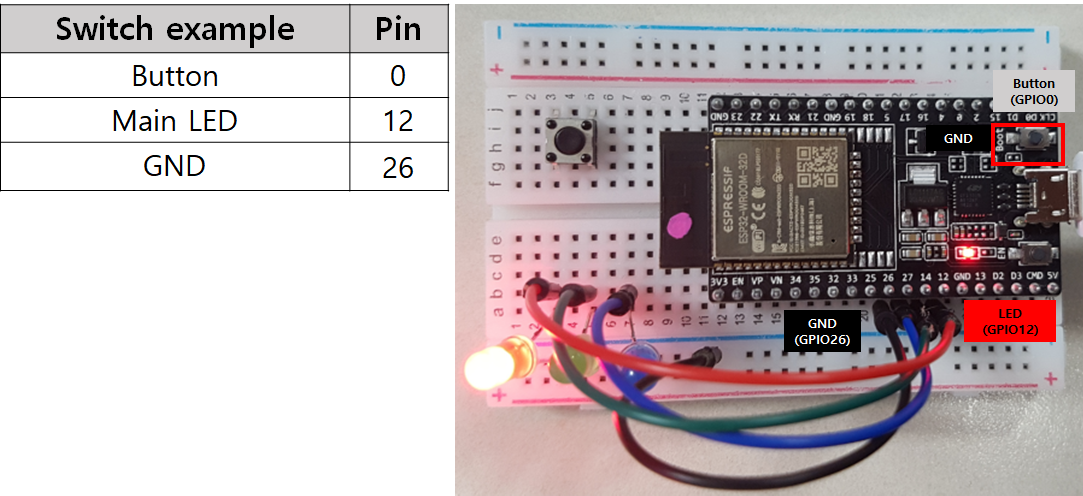 Switch example Pin
Button 0
Main LED 12
GND 26
Button
(GPIO0)
GND
GND
(GPIO26)
LED
(GPIO12)
GND 23 22 TX RX 21 GND 19 18 5 17 16 4 0 2 15 D1 D0 CLK
Boot
ESPRESSIF
ESP32-WROOM-32D
WiFi CE
EN
3V3 EN VP VN 34 35 32 33 25 26 27 14 12 GND 13 D2 D3 CMD 5V
j
i
h
g
f
e
d
c
b
a